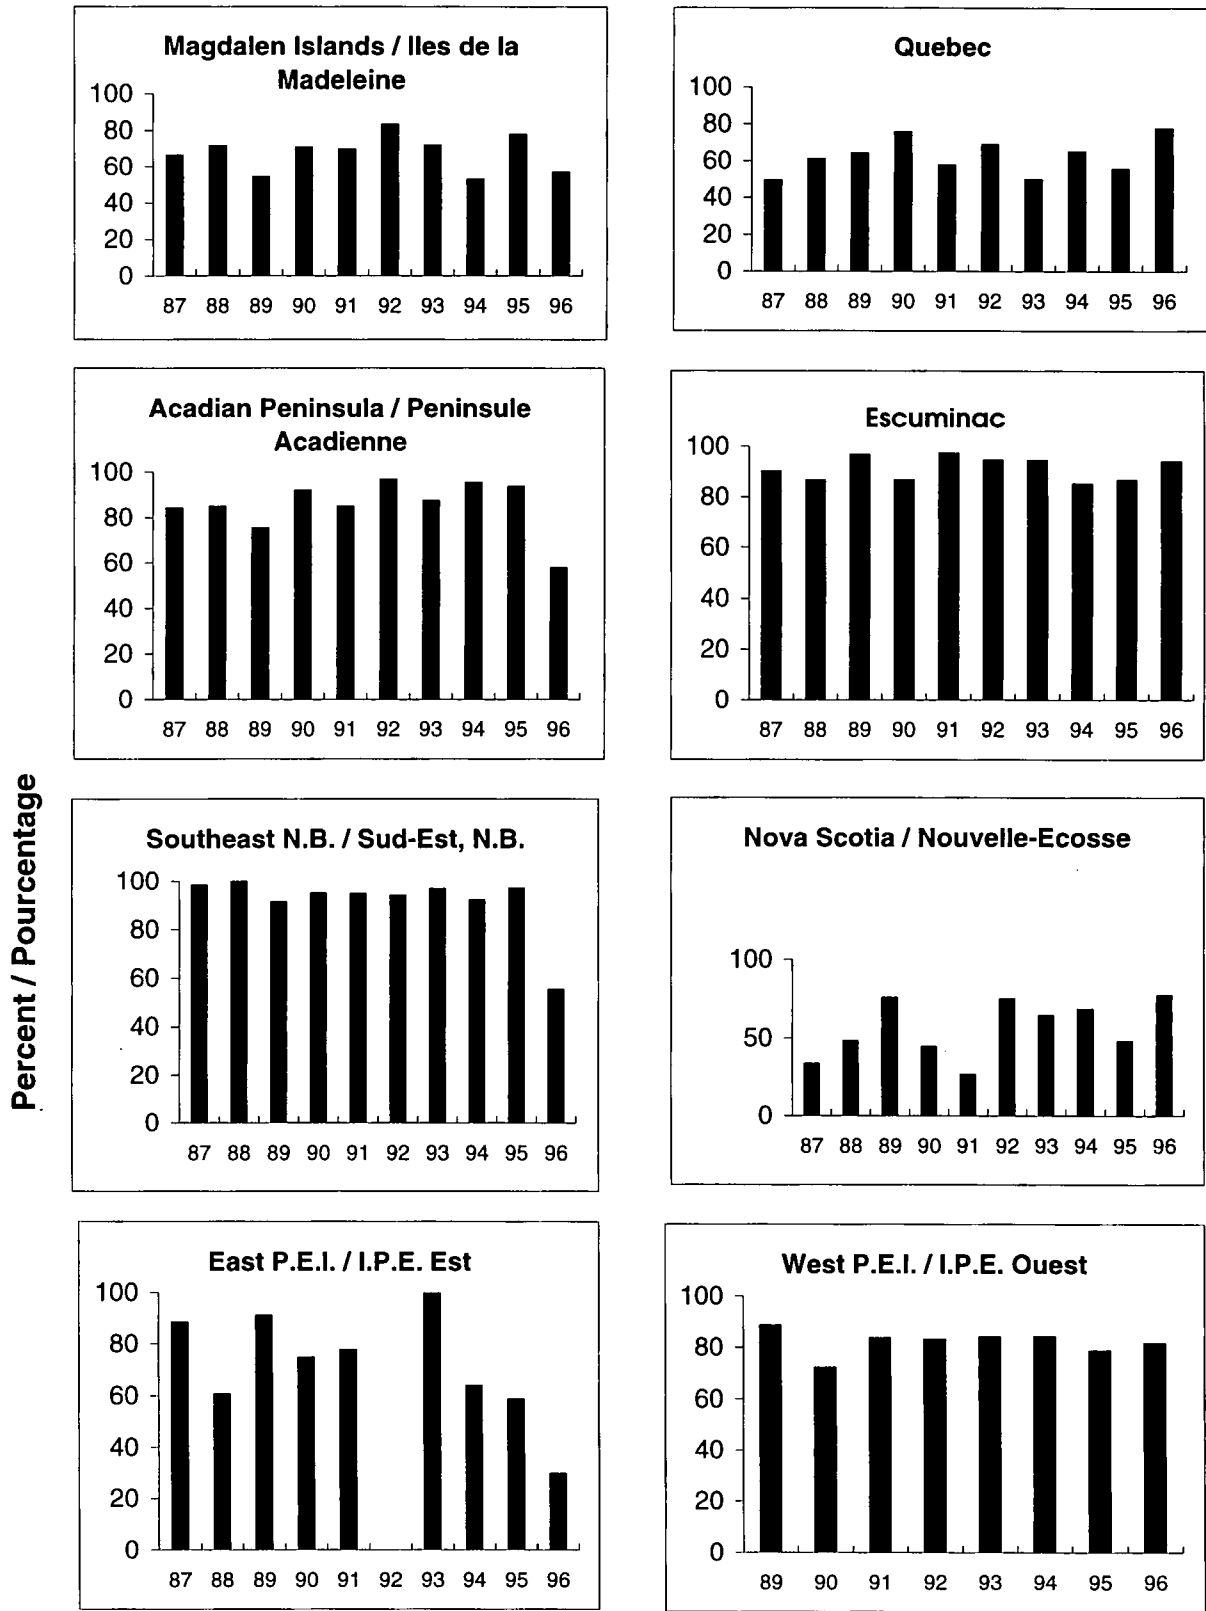 Percent / Pourcentage
Magdalen Islands / Iles de la
Madeleine
100
80
60
40
20
0
87 88 89 90 91 92 93 94 95 96
Quebec
100
80
60
40
20
0
87 88 89 90 91 92 93 94 95 96
Acadian Peninsula / Peninsule
Acadienne
100
80
60
40
20
0
87 88 89 90 91 92 93 94 95 96
Escuminac
100
80
60
40
20
0
87 88 89 90 91 92 93 94 95 96
Southeast N.B. / Sud-Est, N.B.
100
80
60
40
20
0
87 88 89 90 91 92 93 94 95 96
Nova Scotia / Nouvelle-Ecosse
100
50
0
87 88 89 90 91 92 93 94 95 96
East P.E.I. / I.P.E. Est
100
80
60
40
20
0
87 88 89 90 91 92 93 94 95 96
West P.E.I. / I.P.E. Ouest
100
80
60
40
20
0
89 90 91 92 93 94 95 96